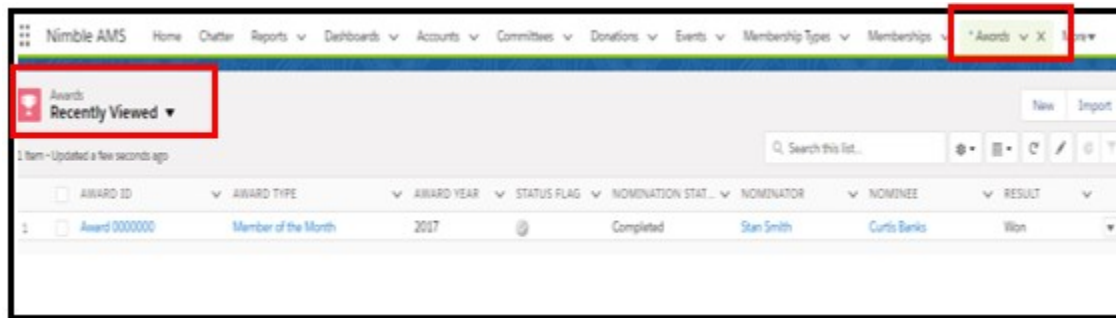 Nimble AMS Home Chatter Reports Dashboards Accounts Committees Donations Events Membership Types Memberships * Awards X More
Awards
Recently Viewed
New Import
1 item - Updated a few seconds ago
Search this list...
AWARD ID AWARD TYPE AWARD YEAR STATUS FLAG NOMINATION STAT... NOMINATOR NOMINEE RESULT
1 Award 0000000 Member of the Month 2017 Completed Stan Smith Curtis Banks Won